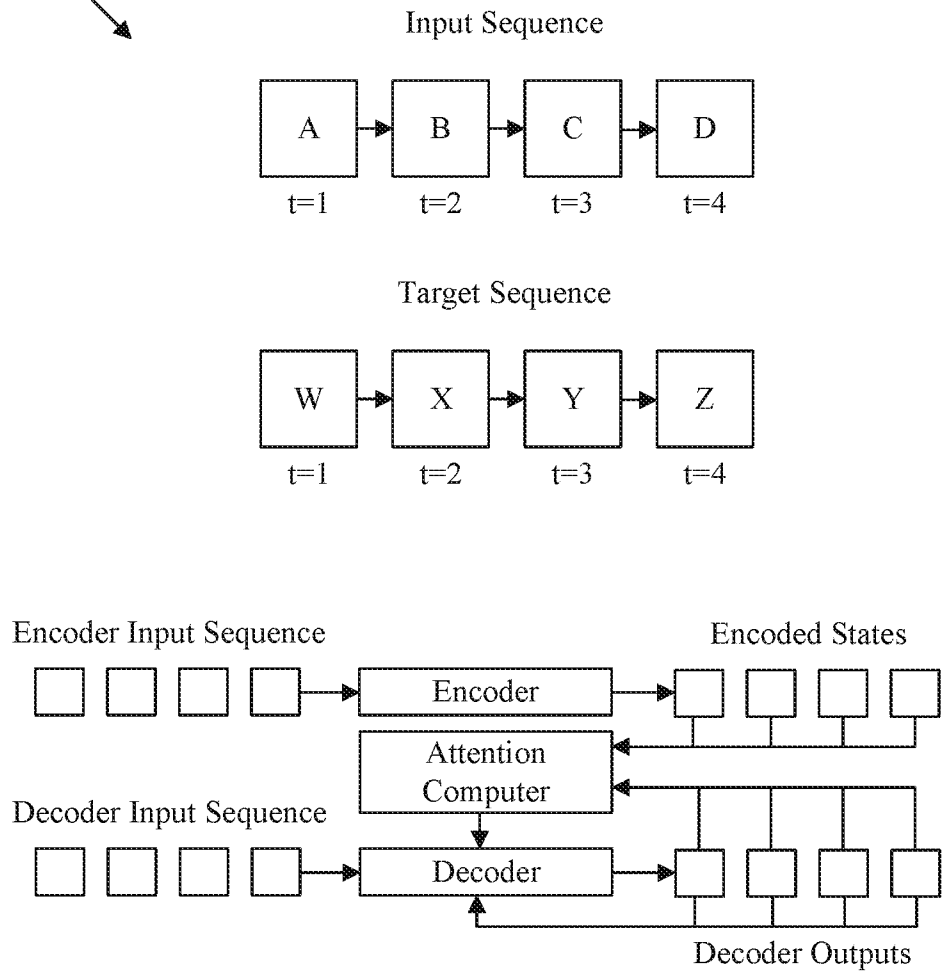 Input Sequence
A B C D
t=1 t=2 t=3 t=4
Target Sequence
W X Y Z
t=1 t=2 t=3 t=4
Encoder Input Sequence
Encoded States
Encoder
Attention
Computer
Decoder Input Sequence
Decoder
Decoder Outputs